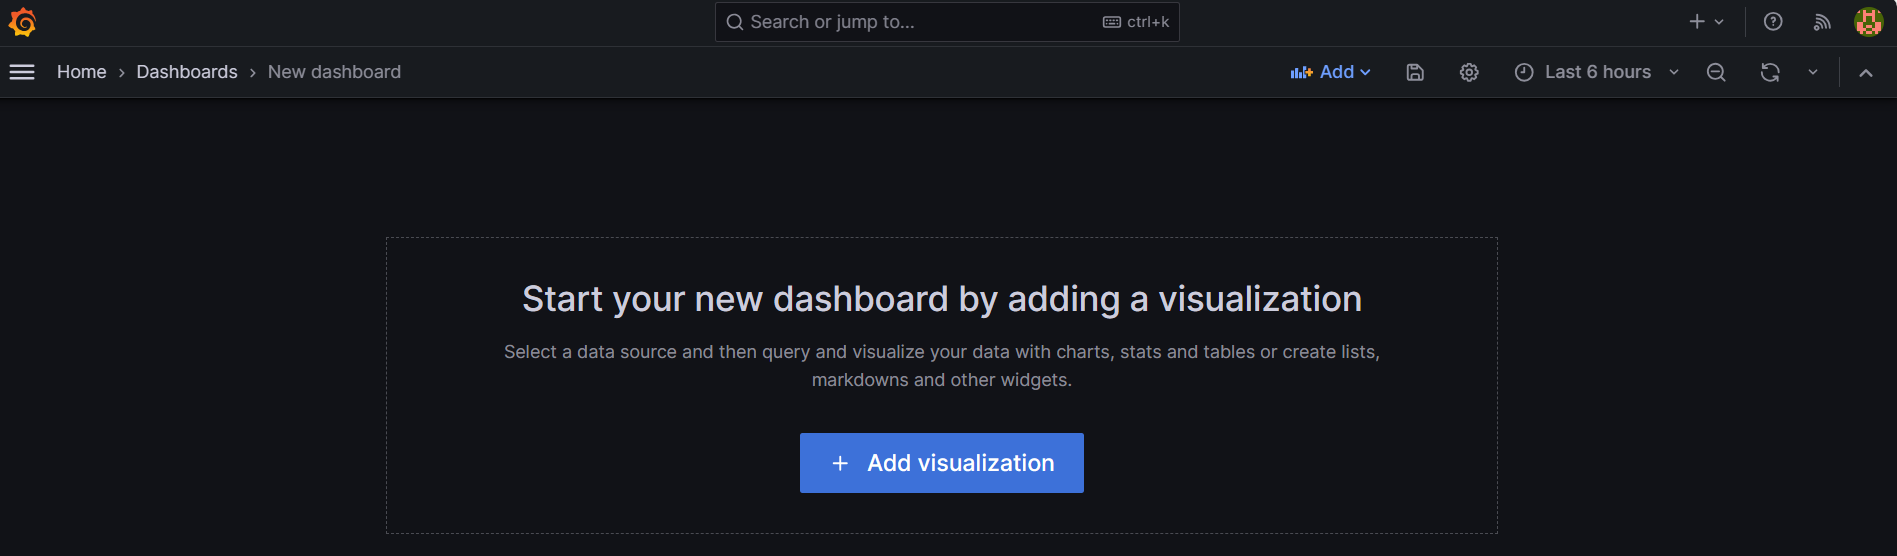 Search or jump to...
ctrl+k
Home
Dashboards
New dashboard
Add
Last 6 hours
Start your new dashboard by adding a visualization
Select a data source and then query and visualize your data with charts, stats and tables or create lists,
markdowns and other widgets.
Add visualization